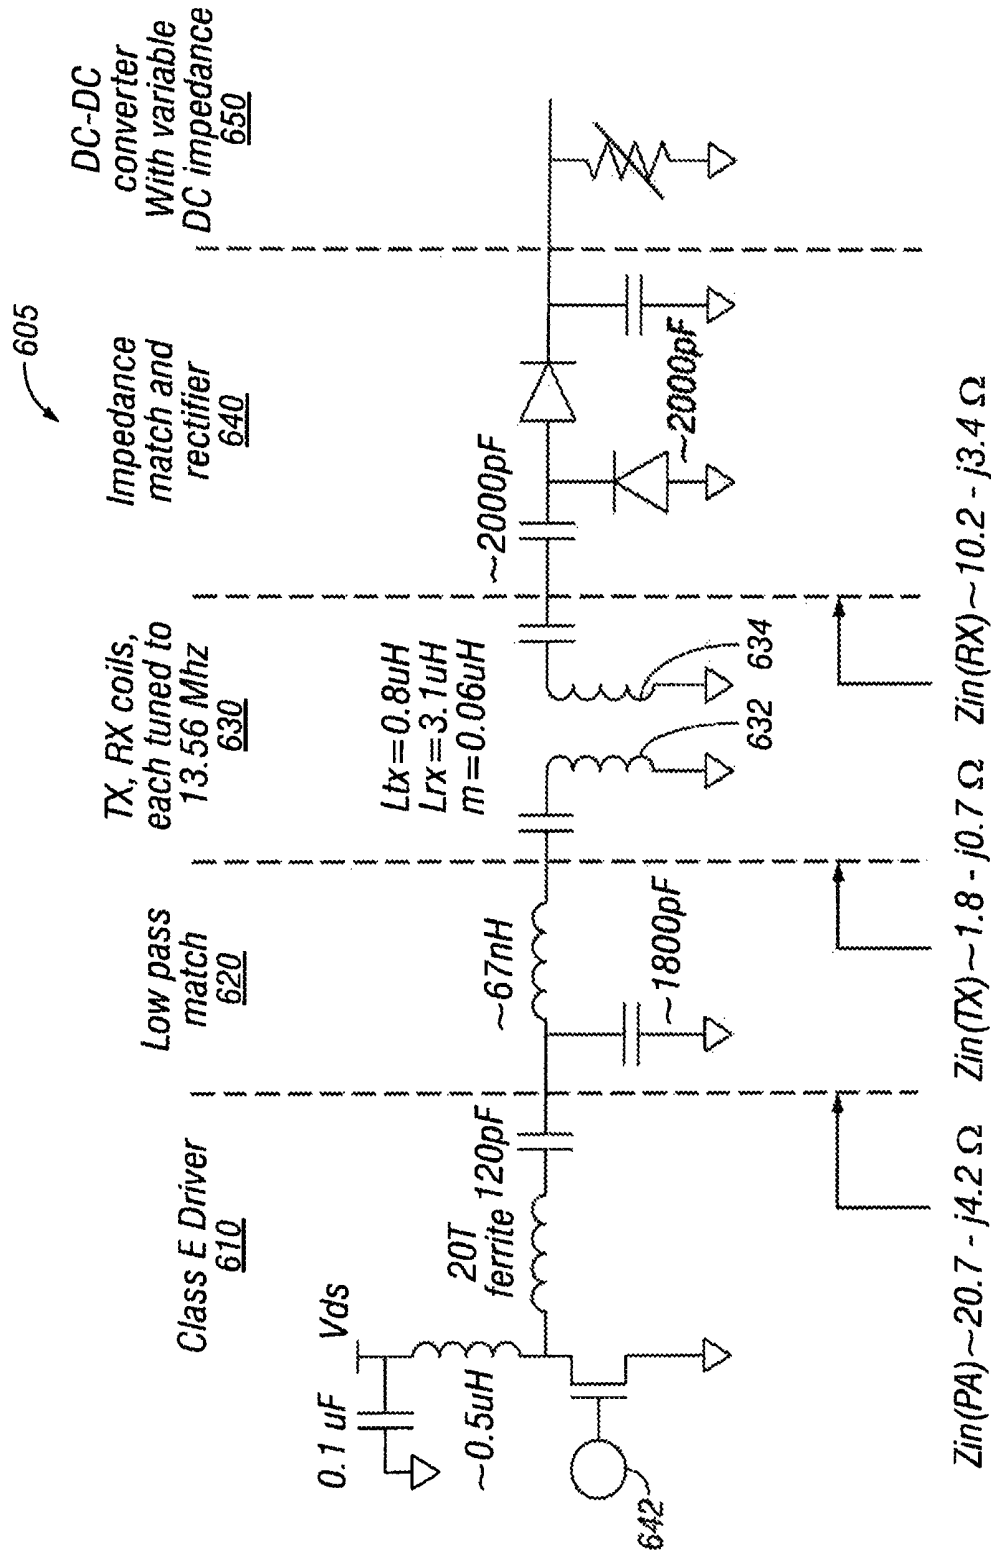 605
Class E Driver
610
Low pass
match
620
TX, RX coils,
each tuned to
13.56 Mhz
630
Impedance
match and
rectifier
640
DC-DC
converter
With variable
DC impedance
650
0.1 uF
Vds
~0.5uH
20T
ferrite
120pF
642
~67nH
~1800pF
Ltx=0.8uH
Lrx=3.1uH
m=0.06uH
632
634
~2000pF
~2000pF
Zin(PA)~20.7 - j4.2 Ω
Zin(TX)~1.8 - j0.7 Ω
Zin(RX)~10.2 - j3.4 Ω